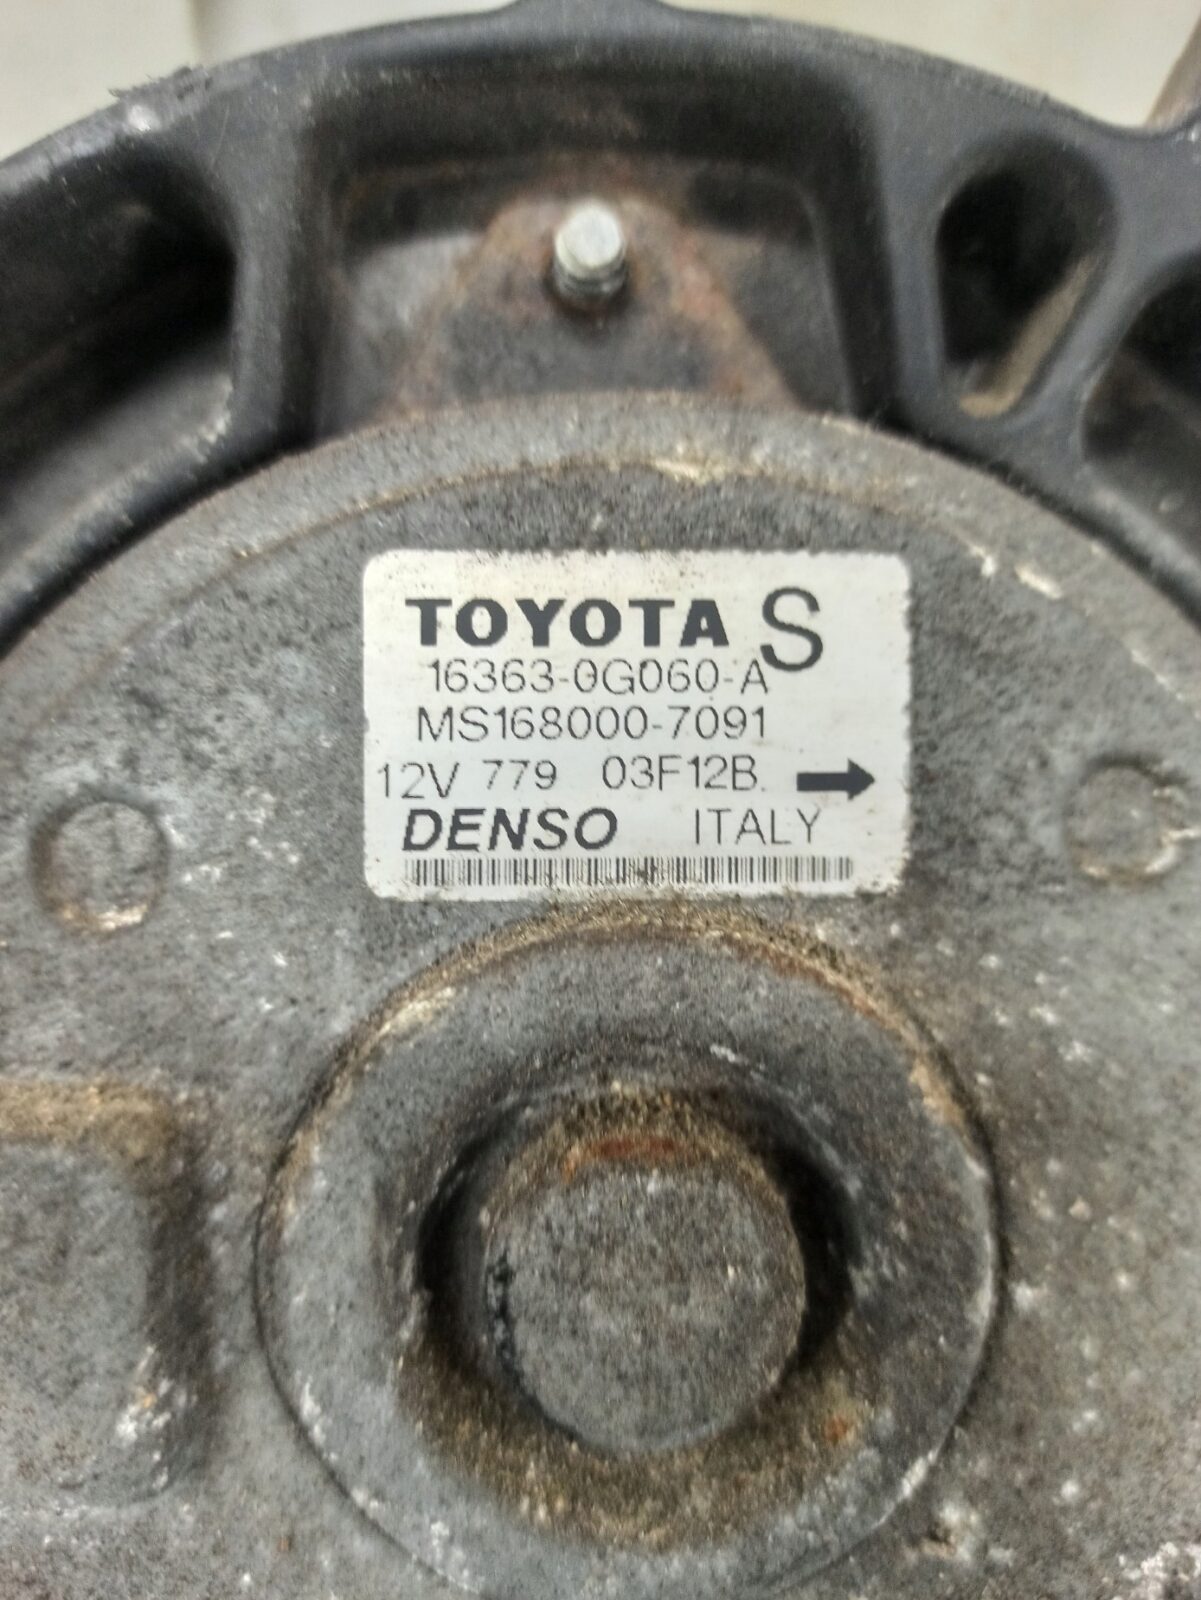 TOYOTA S
16363-0G060-A
MS168000-7091
12V 779 03F12B.
DENSO ITALY